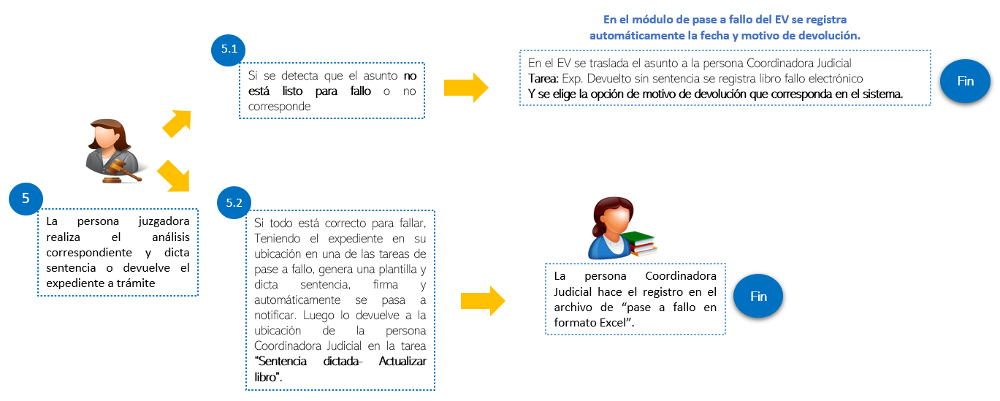 En el módulo de pase a fallo del EV se registra
automáticamente la fecha y motivo de devolución.
5.1
Si se detecta que el asunto no
está listo para fallo o no
corresponde
En el EV se traslada el asunto a la persona Coordinadora Judicial
Tarea: Exp. Devuelto sin sentencia se registra libro fallo electrónico
Y se elige la opción de motivo de devolución que corresponda en el sistema.
Fin
5
La persona juzgadora
realiza el análisis
correspondiente y dicta
sentencia o devuelve el
expediente a trámite
5.2
Si todo está correcto para fallar,
Teniendo el expediente en su
ubicación en una de las tareas de
pase a fallo, genera una plantilla y
dicta sentencia, firma y
automáticamente se pasa a
notificar. Luego lo devuelve a la
ubicación de la persona
Coordinadora Judicial en la tarea
“Sentencia dictada- Actualizar
libro”.
La persona Coordinadora
Judicial hace el registro en el
archivo de “pase a fallo en
formato Excel”.
Fin